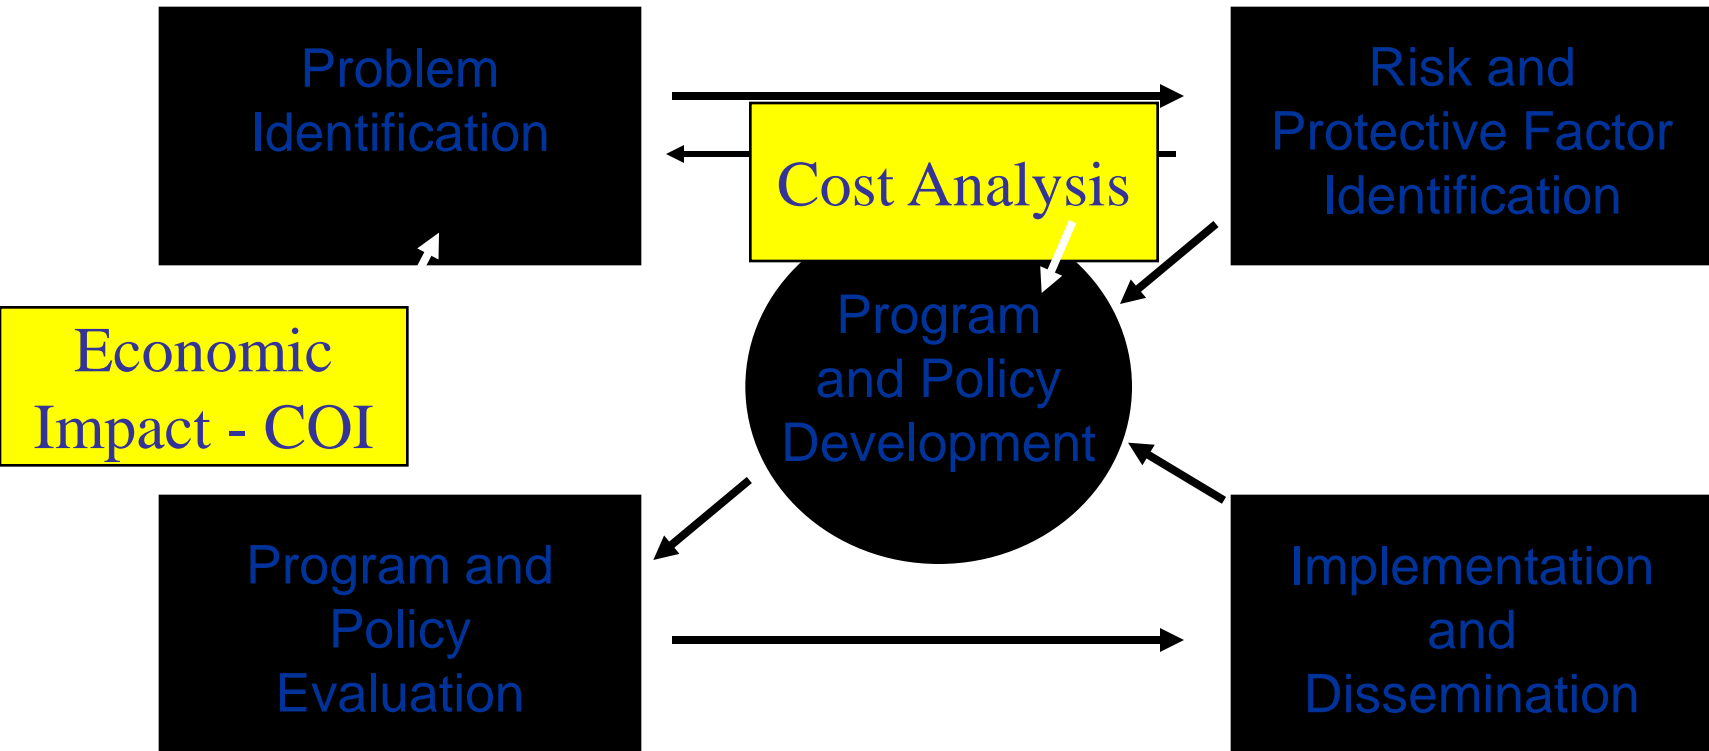 Problem
Identification
Risk and
Protective Factor
Identification
Cost Analysis
Economic
Impact - COI
Program
and Policy
Development
Program and
Policy
Evaluation
Implementation
and
Dissemination